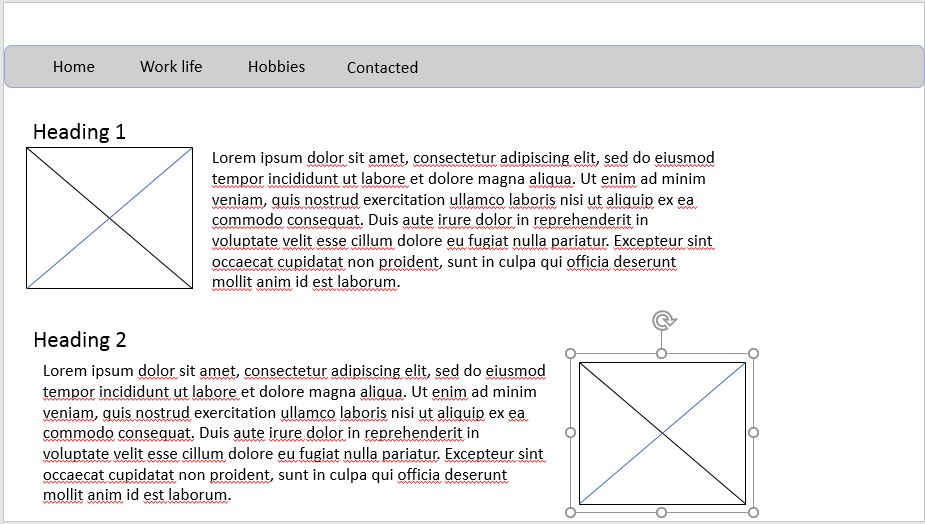 Home Work life Hobbies Contacted
Heading 1
Lorem ipsum dolor sit amet, consectetur adipiscing elit, sed do eiusmod
tempor incididunt ut labore et dolore magna aliqua. Ut enim ad minim
veniam, quis nostrud exercitation ullamco laboris nisi ut aliquip ex ea
commodo consequat. Duis aute irure dolor in reprehenderit in
voluptate velit esse cillum dolore eu fugiat nulla pariatur. Excepteur sint
occaecat cupidatat non proident, sunt in culpa qui officia deserunt
mollit anim id est laborum.
Heading 2
Lorem ipsum dolor sit amet, consectetur adipiscing elit, sed do eiusmod
tempor incididunt ut labore et dolore magna aliqua. Ut enim ad minim
veniam, quis nostrud exercitation ullamco laboris nisi ut aliquip ex ea
commodo consequat. Duis aute irure dolor in reprehenderit in
voluptate velit esse cillum dolore eu fugiat nulla pariatur. Excepteur sint
occaecat cupidatat non proident, sunt in culpa qui officia deserunt
mollit anim id est laborum.